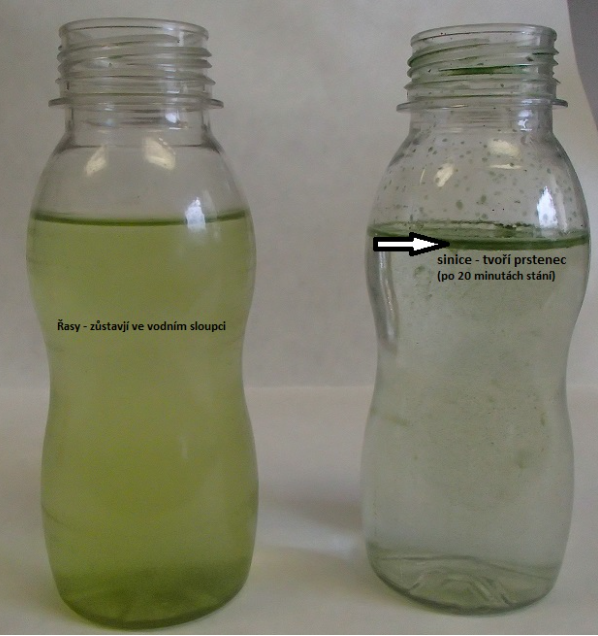 Řasy - zůstavjí ve vodním sloupci
sinice - tvoří prstenec
(po 20 minutách stání)